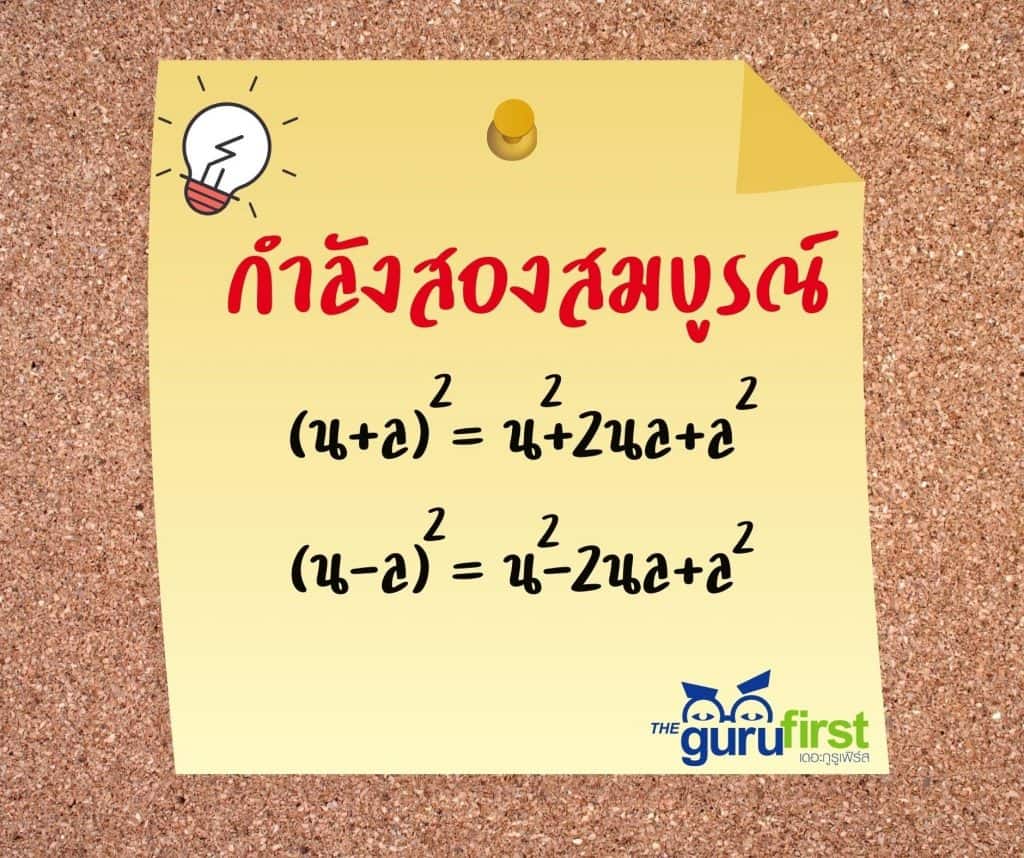 กำลังสองสมบูรณ์
(น+ล)² = น²+2นล+ล²
(น-ล)² = น²-2นล+ล²
THE gurufirst
เดอะกูรูเฟิร์ส